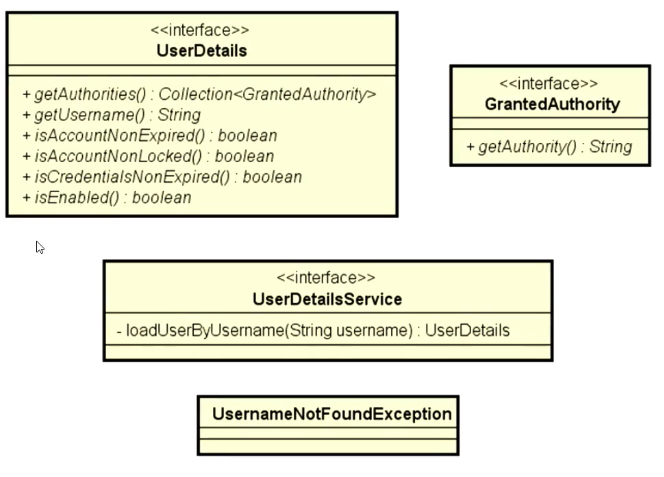 <<interface>>
UserDetails
+ getAuthorities() : Collection<GrantedAuthority>
+ getUsername() : String
+ isAccountNonExpired() : boolean
+ isAccountNonLocked() : boolean
+ isCredentialsNonExpired() : boolean
+ isEnabled() : boolean
<<interface>>
GrantedAuthority
+ getAuthority() : String
<<interface>>
UserDetailsService
- loadUserByUsername(String username) : UserDetails
UsernameNotFoundException